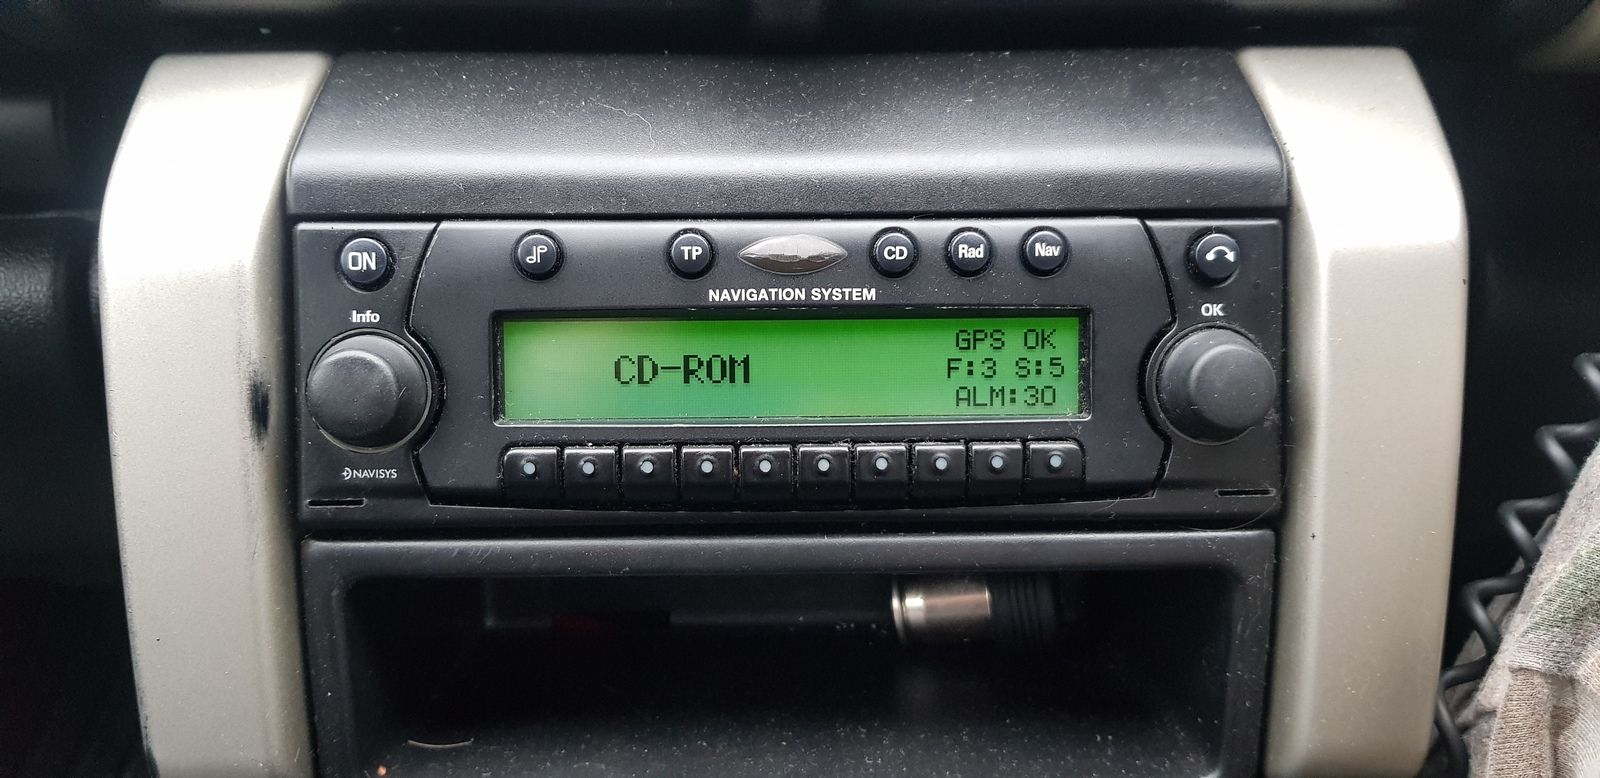 ON
TP
CD
Rad
Nav
NAVIGATION SYSTEM
Info
OK
CD-ROM
GPS OK
F:3 S:5
ALM:30
NAVISYS